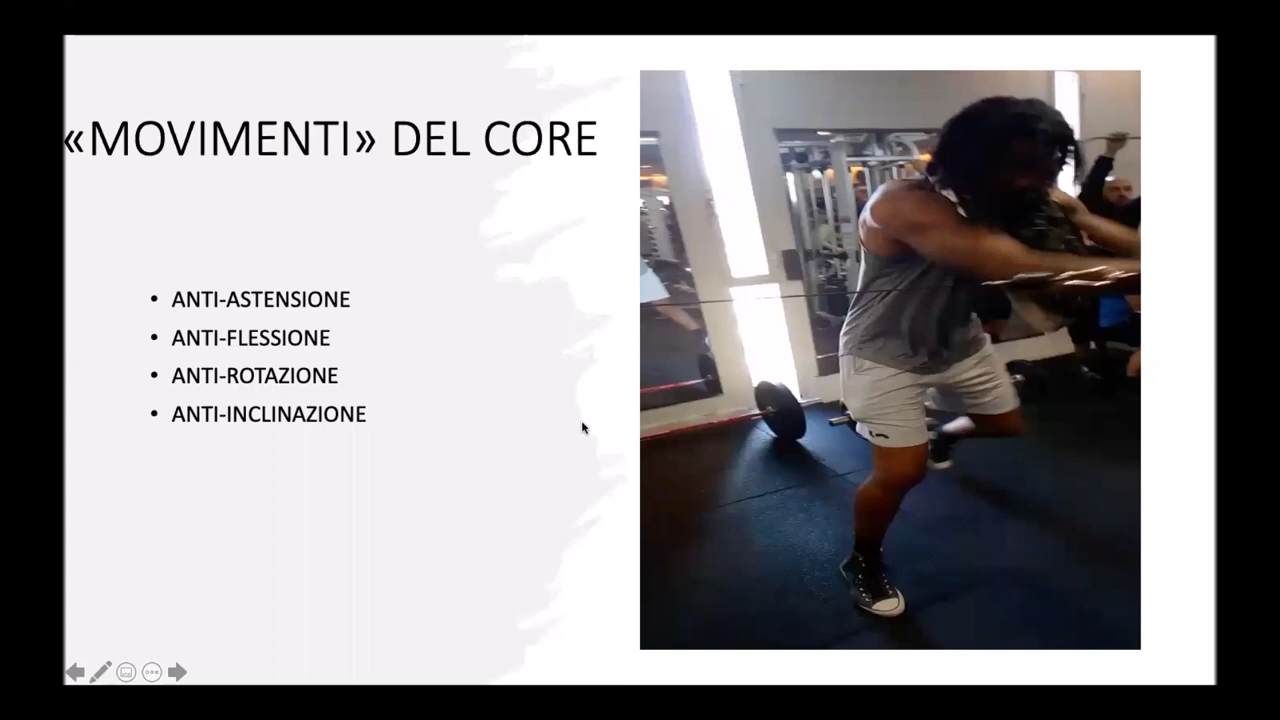 «MOVIMENTI» DEL CORE
• ANTI-ASTENSIONE
• ANTI-FLESSIONE
• ANTI-ROTAZIONE
• ANTI-INCLINAZIONE